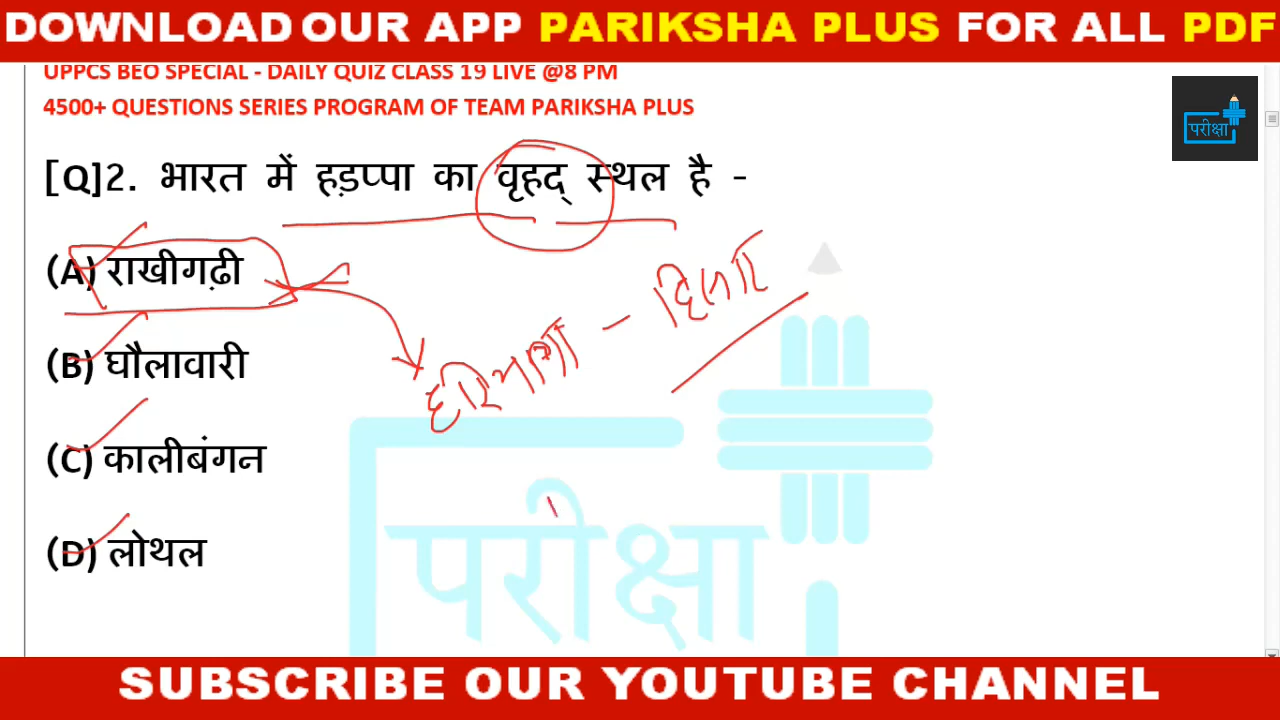 DOWNLOAD OUR APP PARIKSHA PLUS FOR ALL PDF
UPPCS BEO SPECIAL - DAILY QUIZ CLASS 19 LIVE @8 PM
4500+ QUESTIONS SERIES PROGRAM OF TEAM PARIKSHA PLUS
परीक्षा
[Q]2. भारत में हड़प्पा का वृहद् स्थल है -
(A) राखीगढ़ी
(B) घौलावारी
(C) कालीबंगन
(D) लोथल
परीक्षा
SUBSCRIBE OUR YOUTUBE CHANNEL